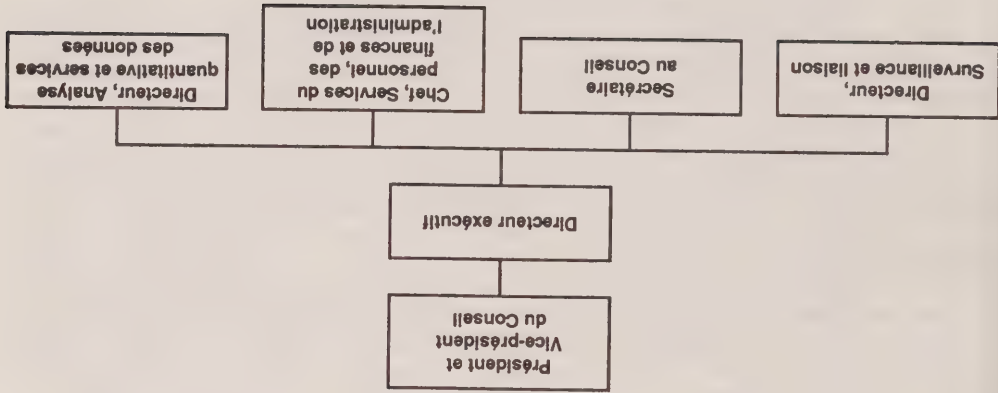 Président et
Vice-président
du Conseil
Directeur exécutif
Directeur,
Surveillance et liaison
Secrétaire
au Conseil
Chef, Services du
personnel, des
finances et de
l'administration
Directeur, Analyse
quantitative et services
des données